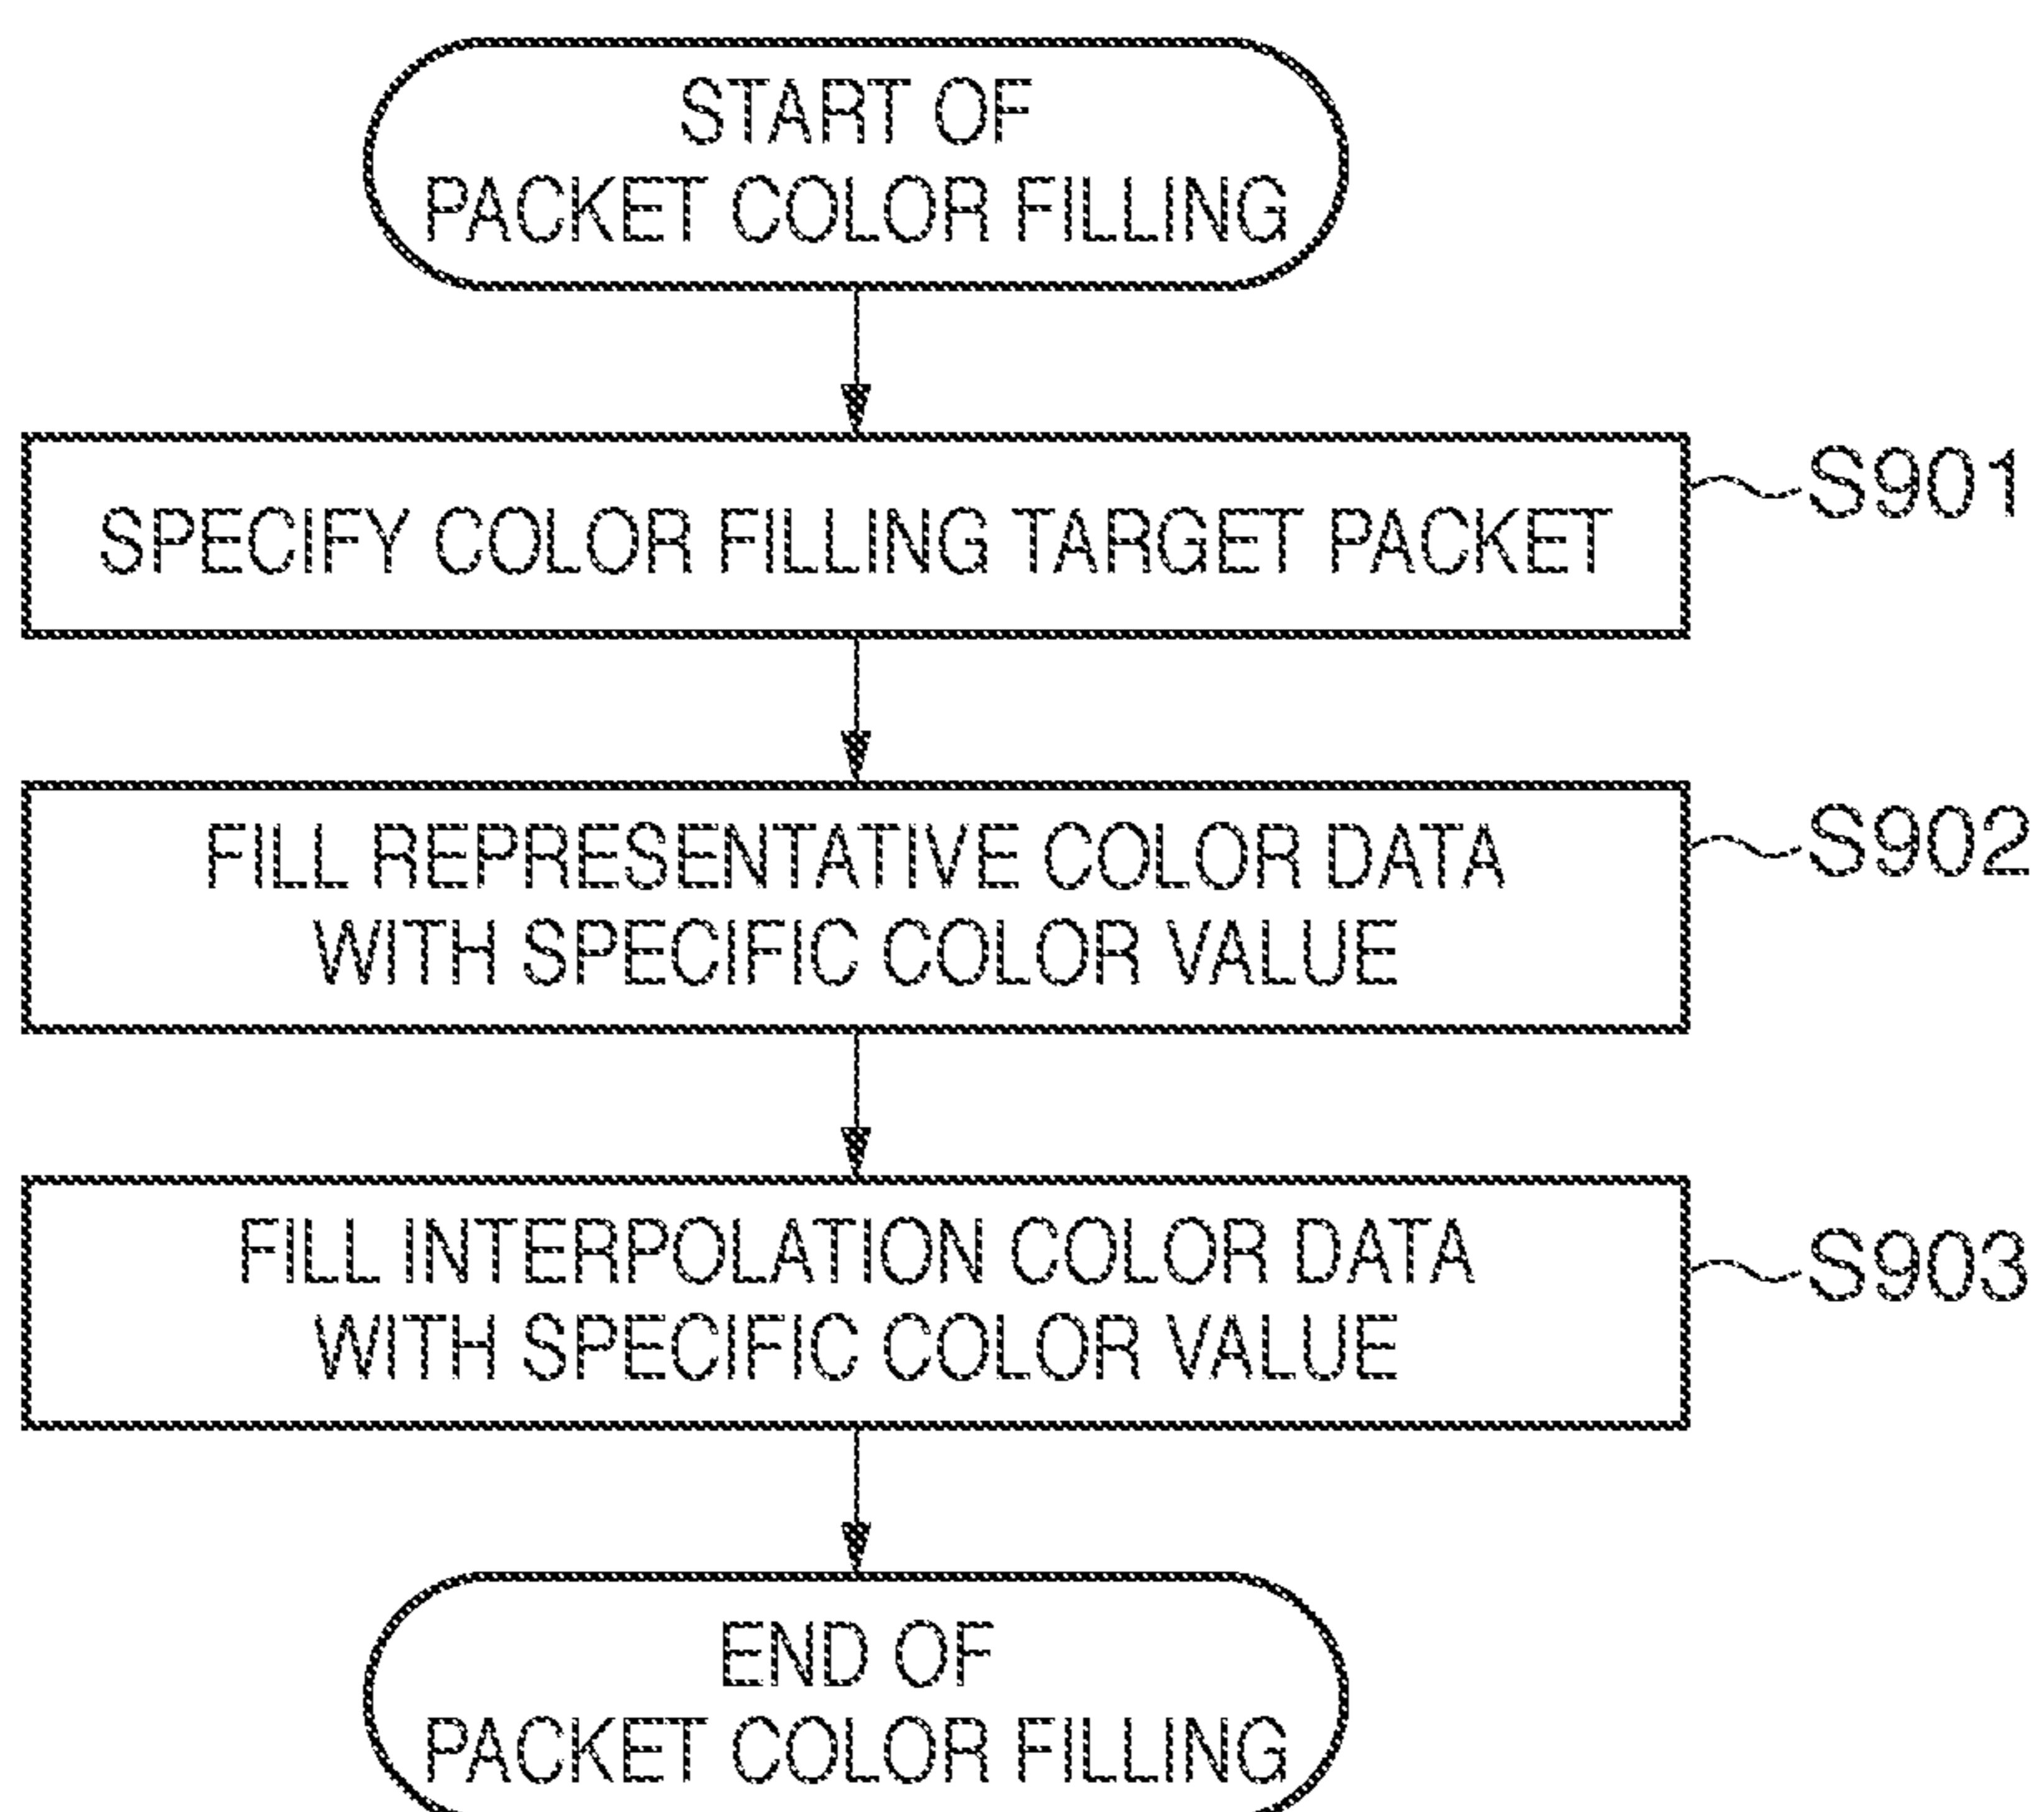 START OF
PACKET COLOR FILLING
SPECIFY COLOR FILLING TARGET PACKET
S901
FILL REPRESENTATIVE COLOR DATA
WITH SPECIFIC COLOR VALUE
S902
FILL INTERPOLATION COLOR DATA
WITH SPECIFIC COLOR VALUE
S903
END OF
PACKET COLOR FILLING